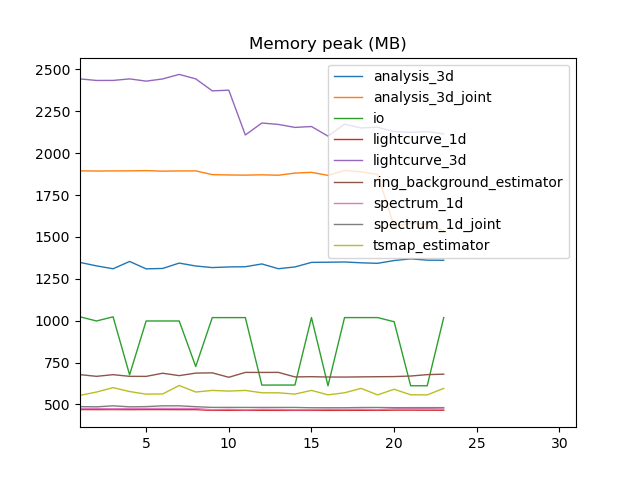 Memory peak (MB)
2500
2250
2000
1750
1500
1250
1000
750
500
analysis_3d
analysis_3d_joint
io
lightcurve_1d
lightcurve_3d
ring_background_estimator
spectrum_1d
spectrum_1d_joint
tsmap_estimator
5 10 15 20 25 30